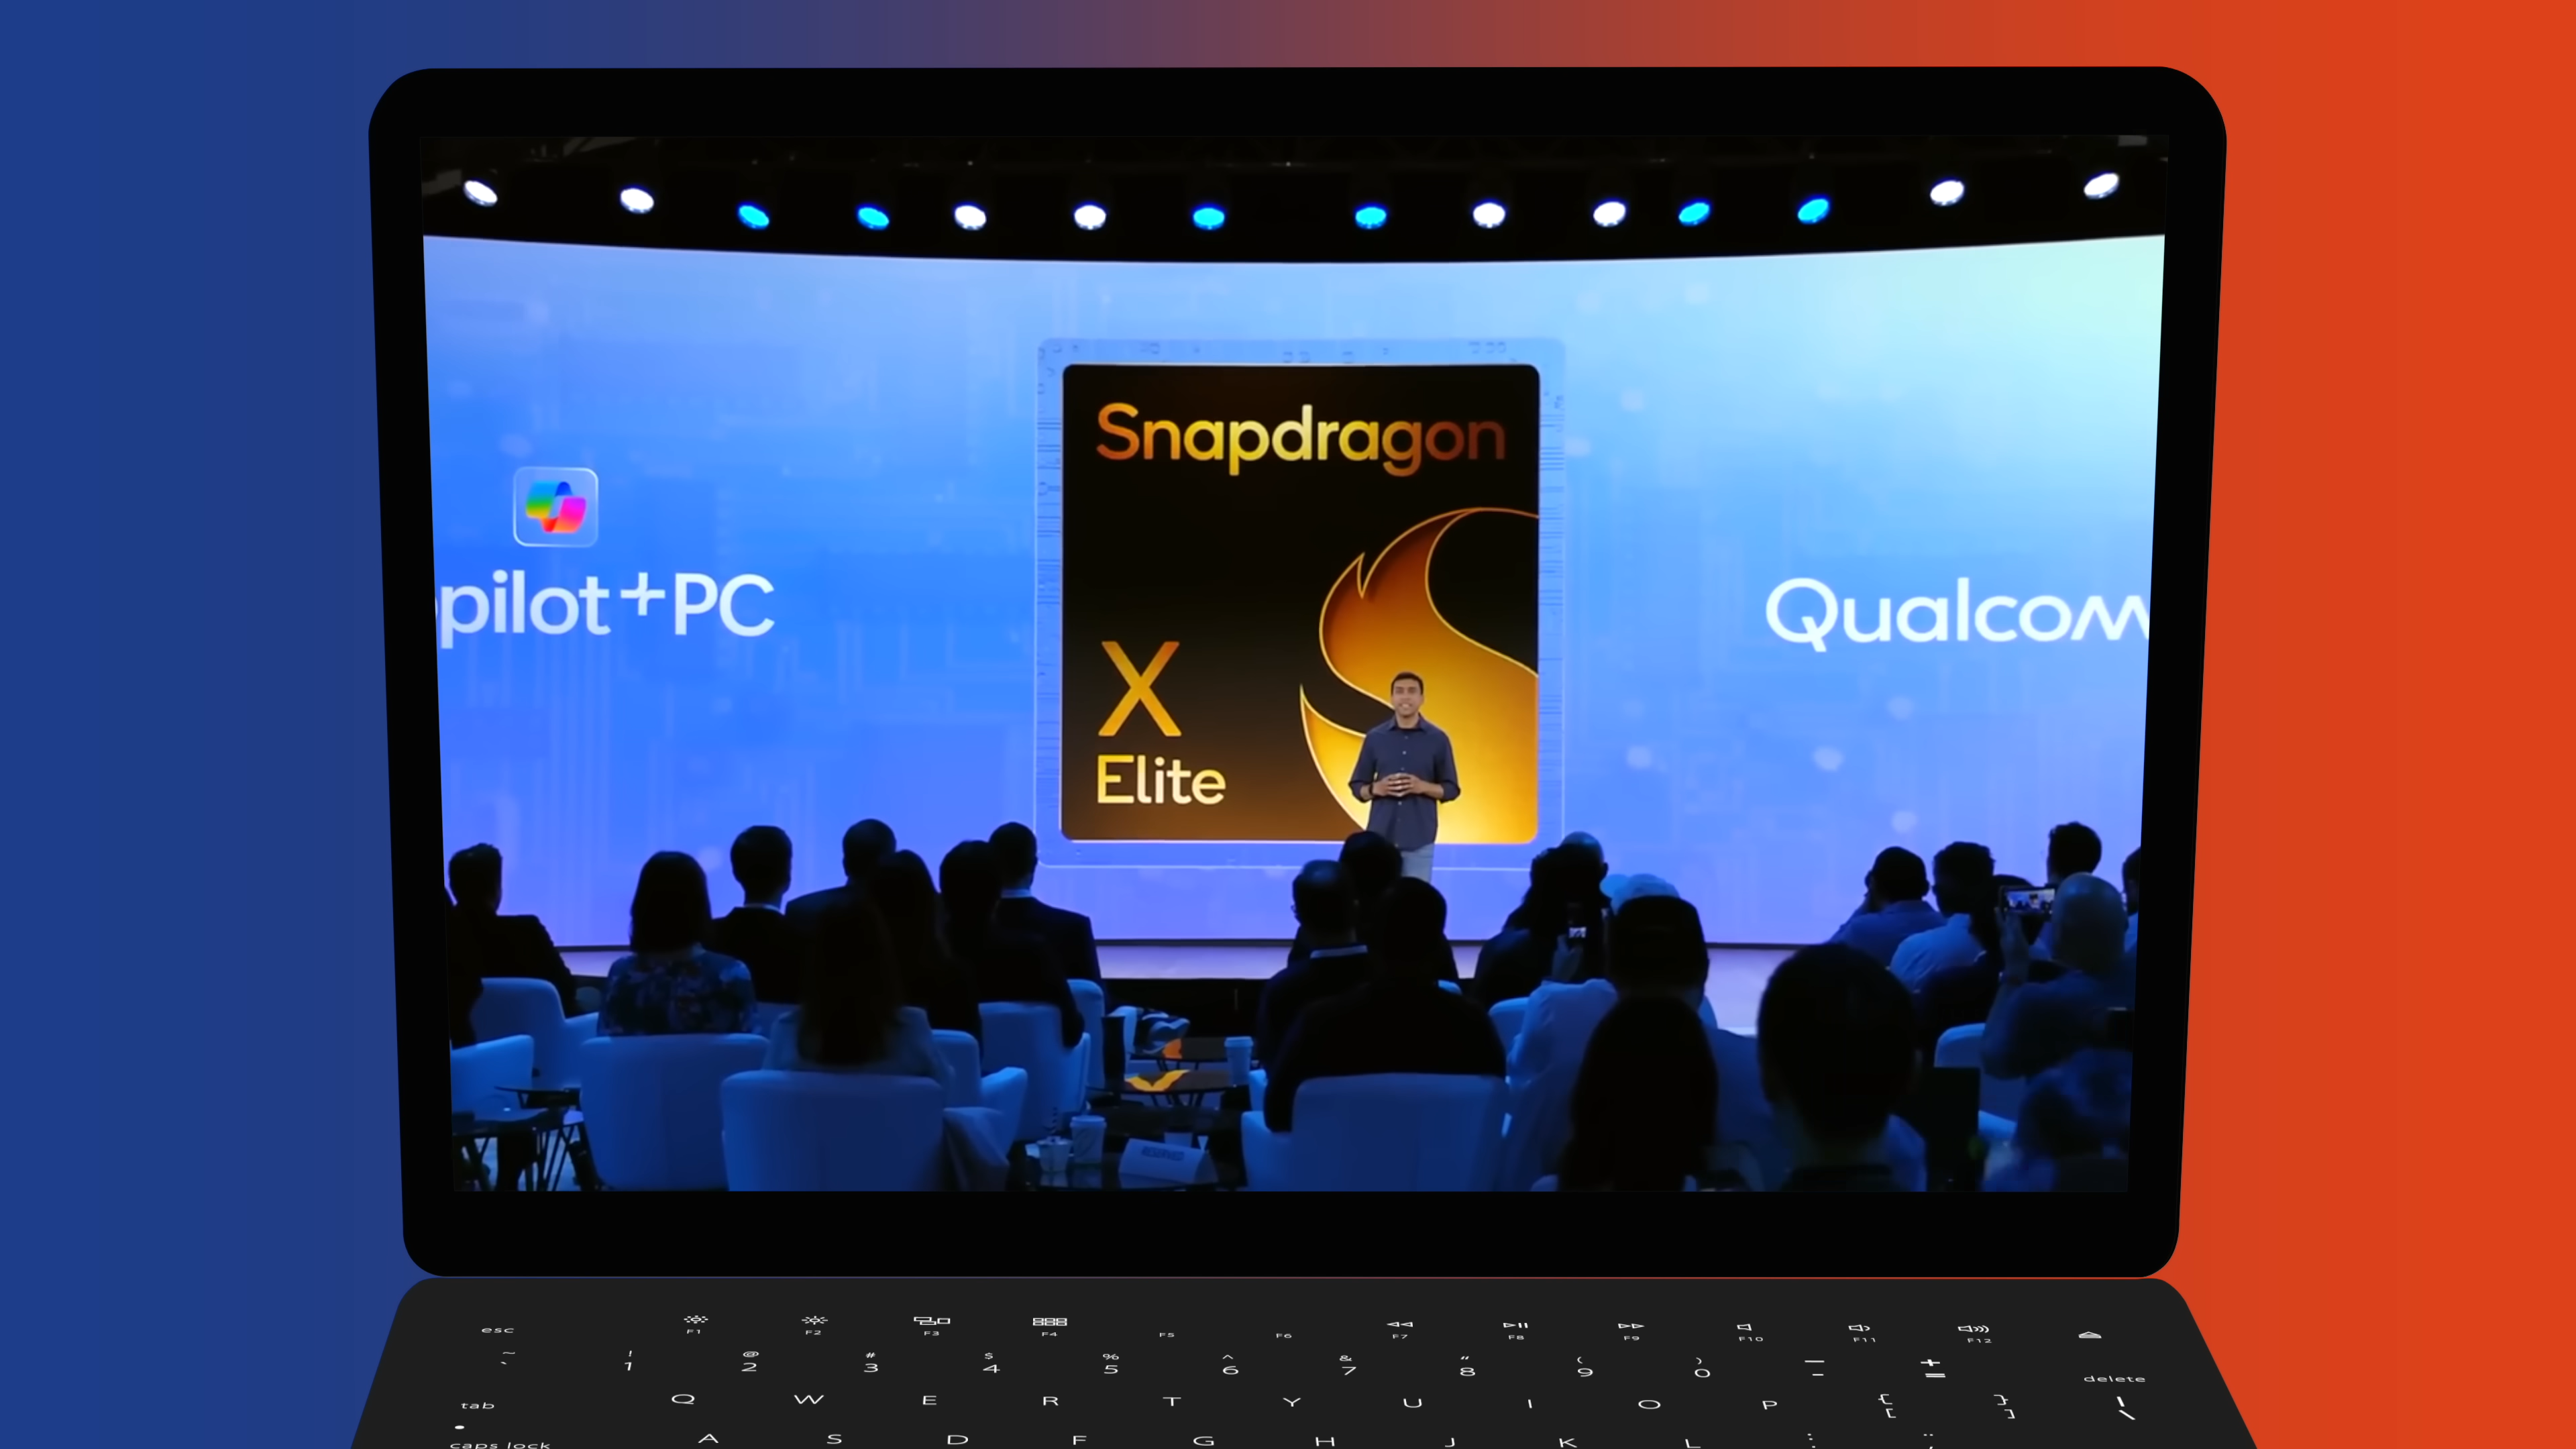 Snapdragon
pilot+PC
Qualcom
X
Elite
esc
F1
F2
F3
F4
F5
F6
F7
F8
F9
F10
F11
F12
~ ! @ # $ % ^ & " ( ) — +
` 1 2 3 4 5 6 7 8 9 0 - =
delete
tab
Q W E R T Y U I O P { } |
[ ] \
caps lock
A S D F G H J K L : "